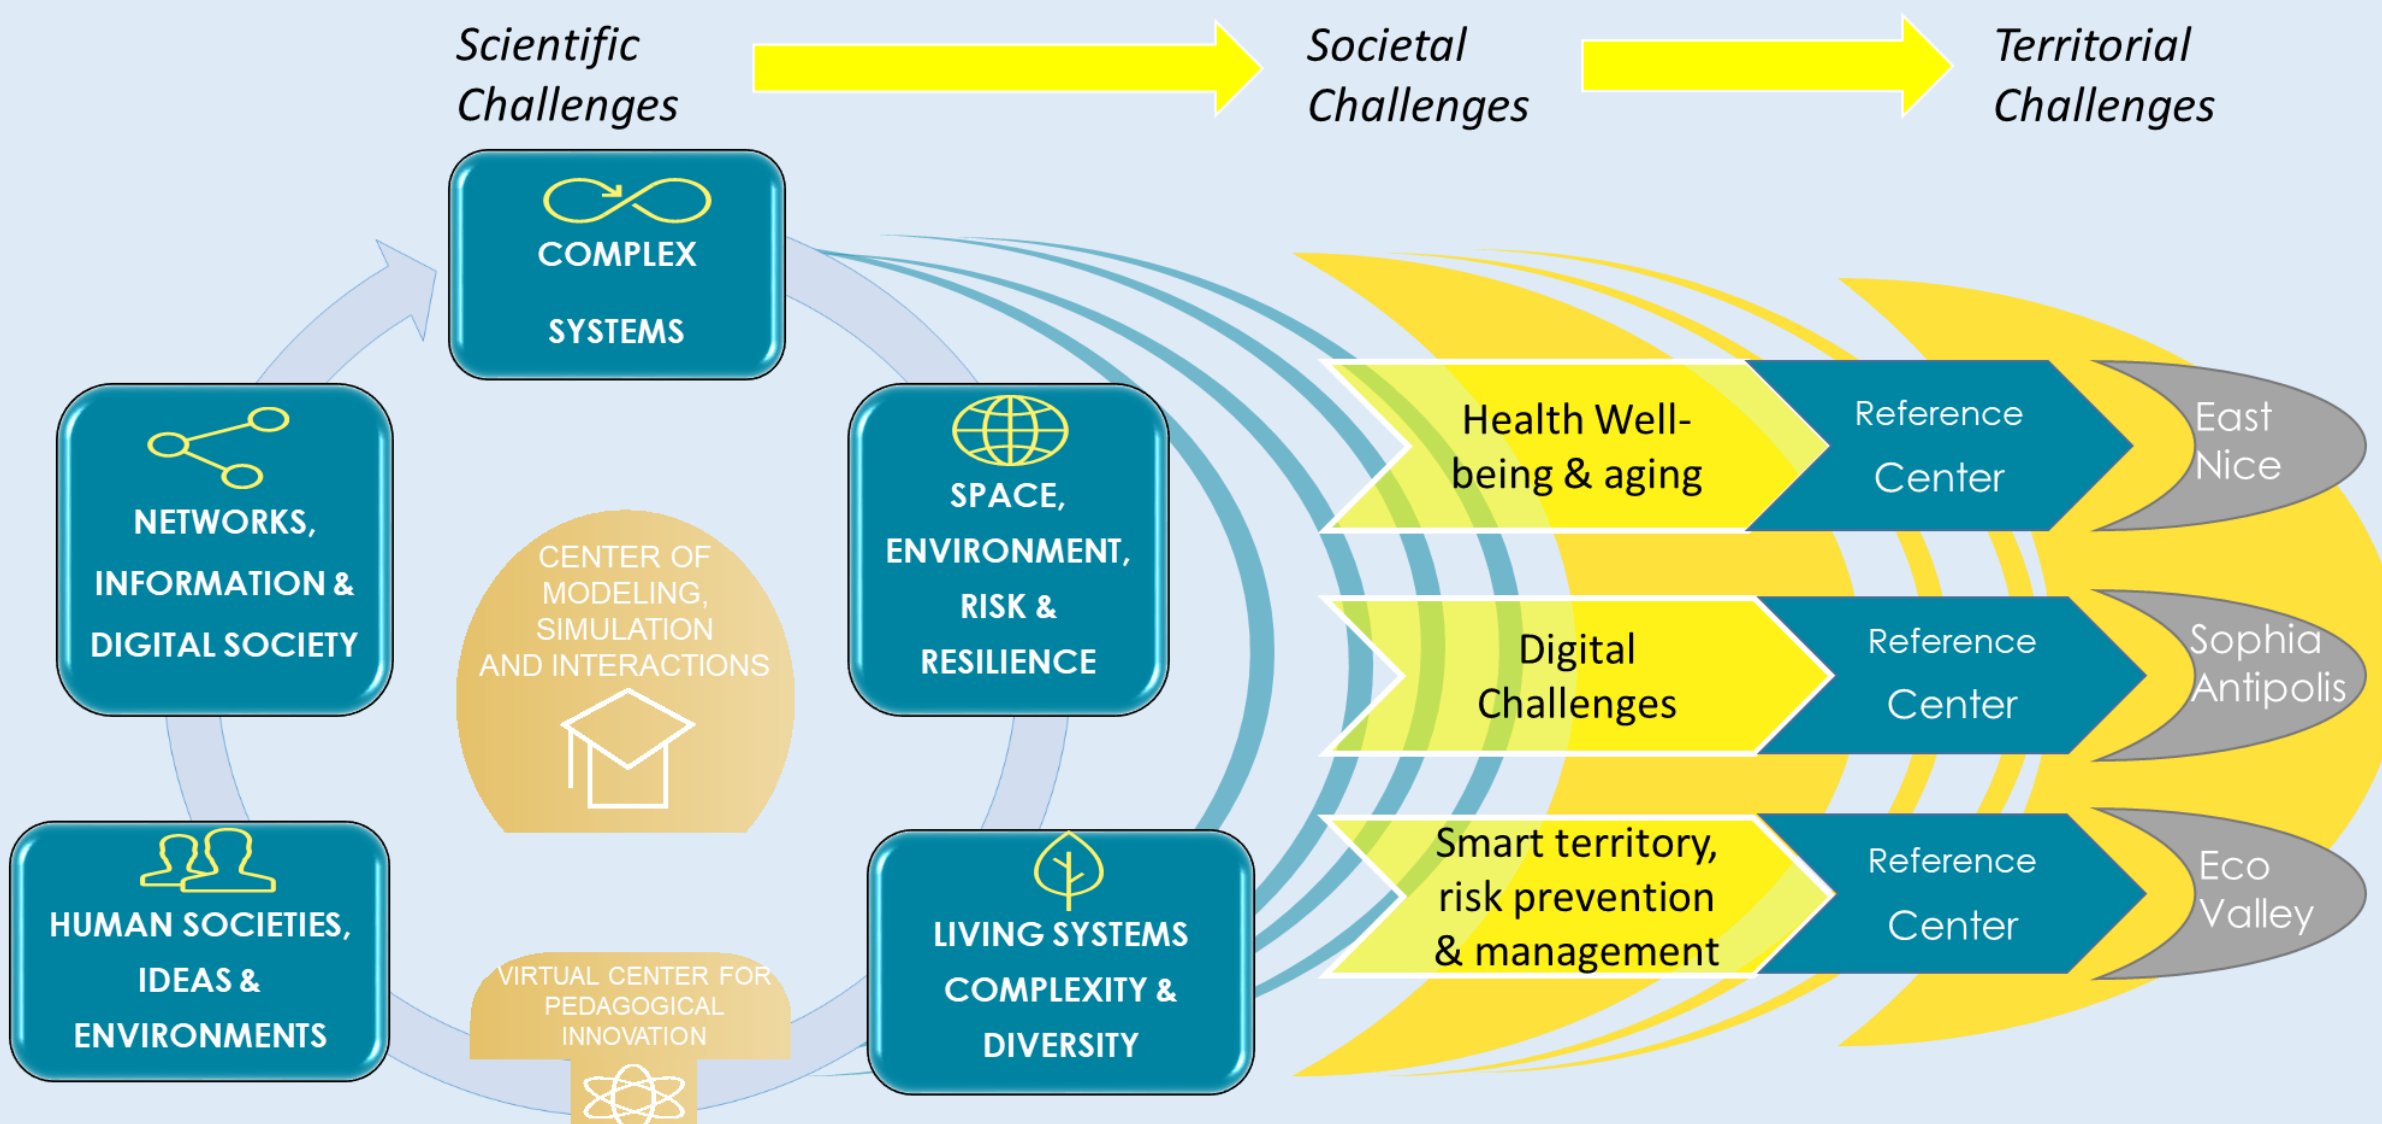 Scientific
Challenges
Societal
Challenges
Territorial
Challenges
COMPLEX
SYSTEMS
NETWORKS,
INFORMATION &
DIGITAL SOCIETY
SPACE,
ENVIRONMENT,
RISK &
RESILIENCE
CENTER OF
MODELING,
SIMULATION
AND INTERACTIONS
HUMAN SOCIETIES,
IDEAS &
ENVIRONMENTS
VIRTUAL CENTER FOR
PEDAGOGICAL
INNOVATION
LIVING SYSTEMS
COMPLEXITY &
DIVERSITY
Health Well-
being & aging
Reference
Center
East
Nice
Digital
Challenges
Reference
Center
Sophia
Antipolis
Smart territory,
risk prevention
& management
Reference
Center
Eco
Valley